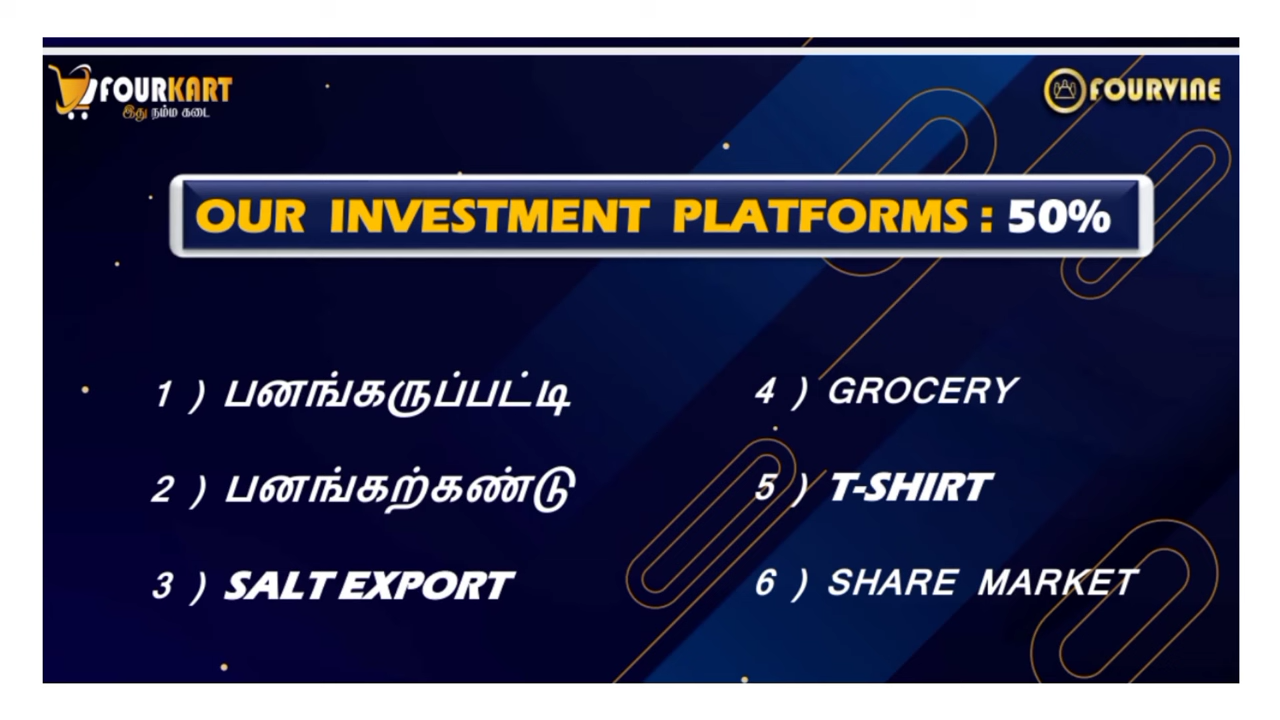 FOURKART
இது நம்ம கடை
FOURVINE
OUR INVESTMENT PLATFORMS : 50%
1 ) பனங்கருப்பட்டி
2 ) பனங்கற்கண்டு
3 ) SALT EXPORT
4 ) GROCERY
5 ) T-SHIRT
6 ) SHARE MARKET